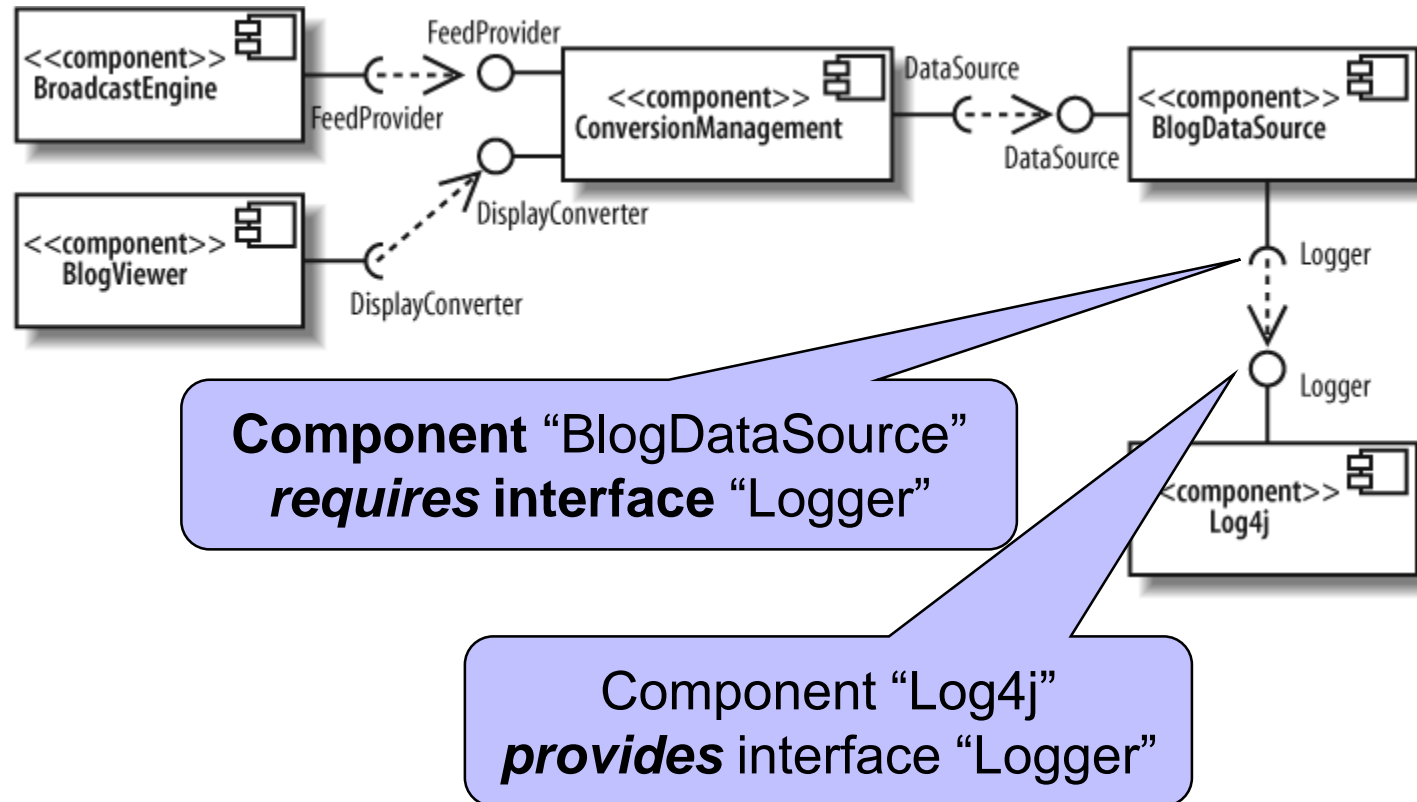 <<component>>
BroadcastEngine
FeedProvider
FeedProvider
<<component>>
ConversionManagement
DataSource
DataSource
<<component>>
BlogDataSource
<<component>>
BlogViewer
DisplayConverter
DisplayConverter
Logger
Logger
Component “BlogDataSource”
requires interface “Logger”
<component>>
Log4j
Component “Log4j”
provides interface “Logger”